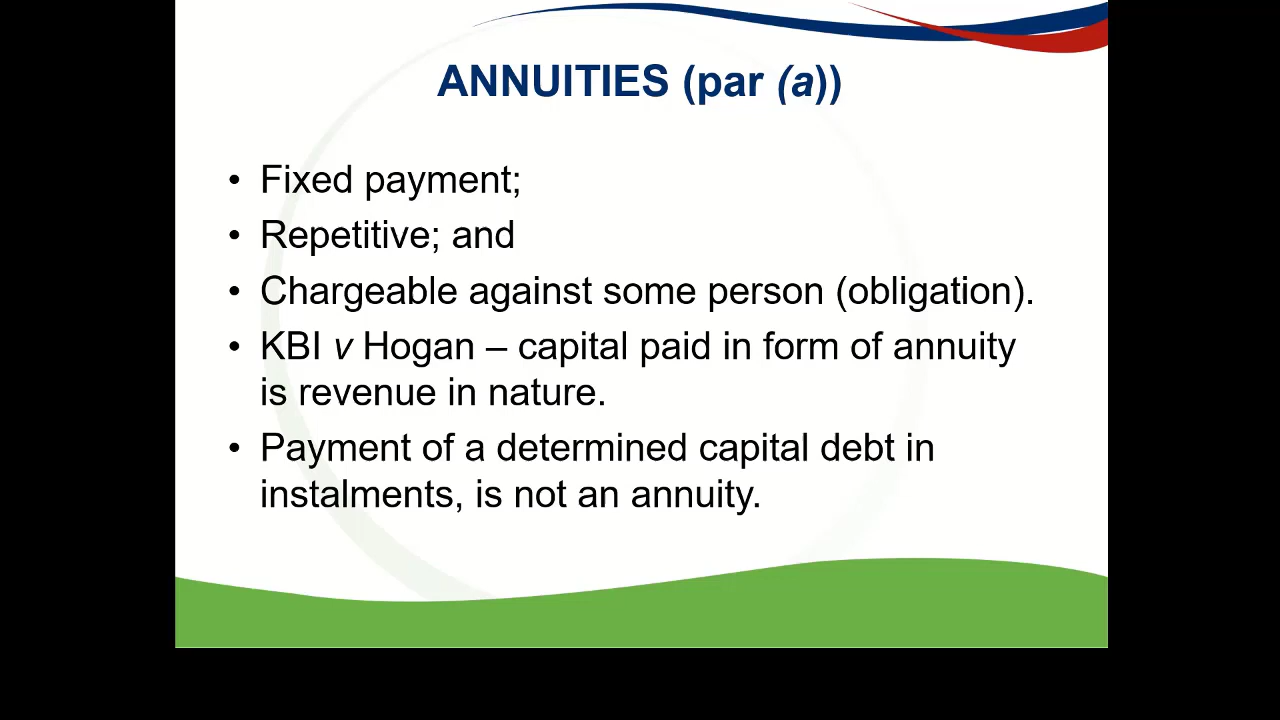 ANNUITIES (par (a))
• Fixed payment;
• Repetitive; and
• Chargeable against some person (obligation).
• KBI v Hogan – capital paid in form of annuity
is revenue in nature.
• Payment of a determined capital debt in
instalments, is not an annuity.